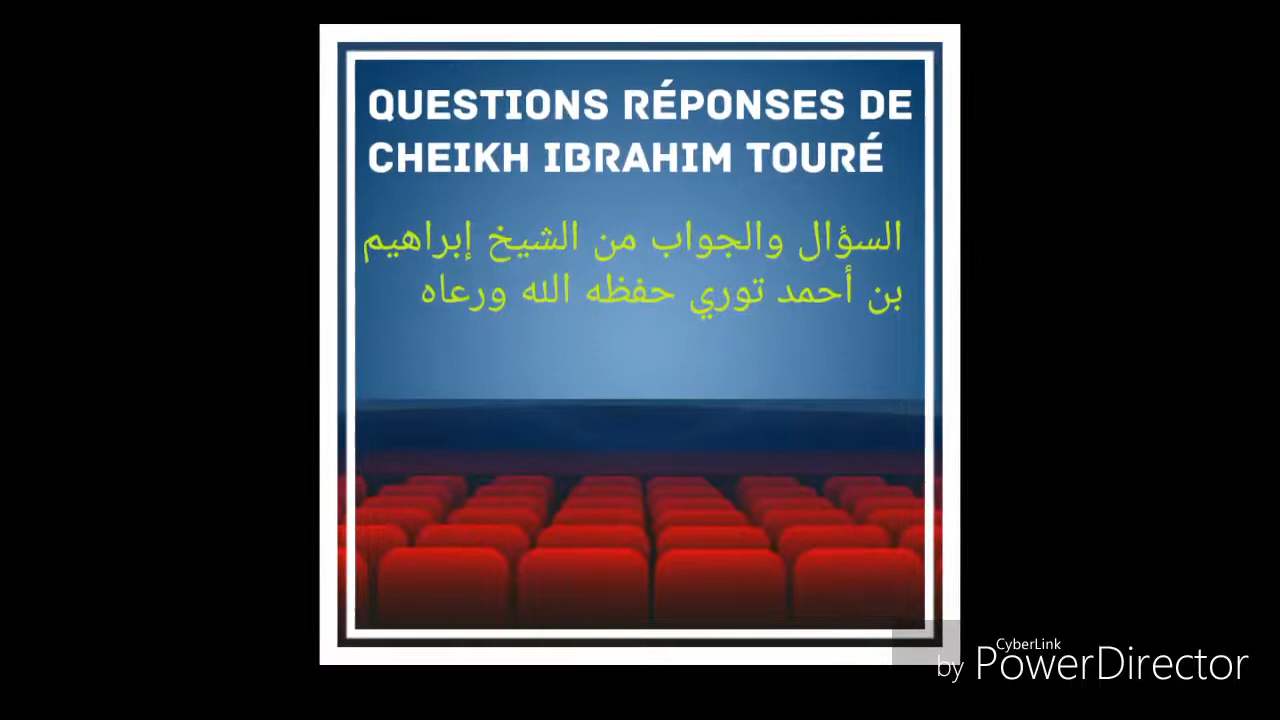 QUESTIONS RÉPONSES DE
CHEIKH IBRAHIM TOURÉ
السؤال والجواب من الشيخ إبراهيم
بن أحمد توري حفظه الله ورعاه
CyberLink
by PowerDirector